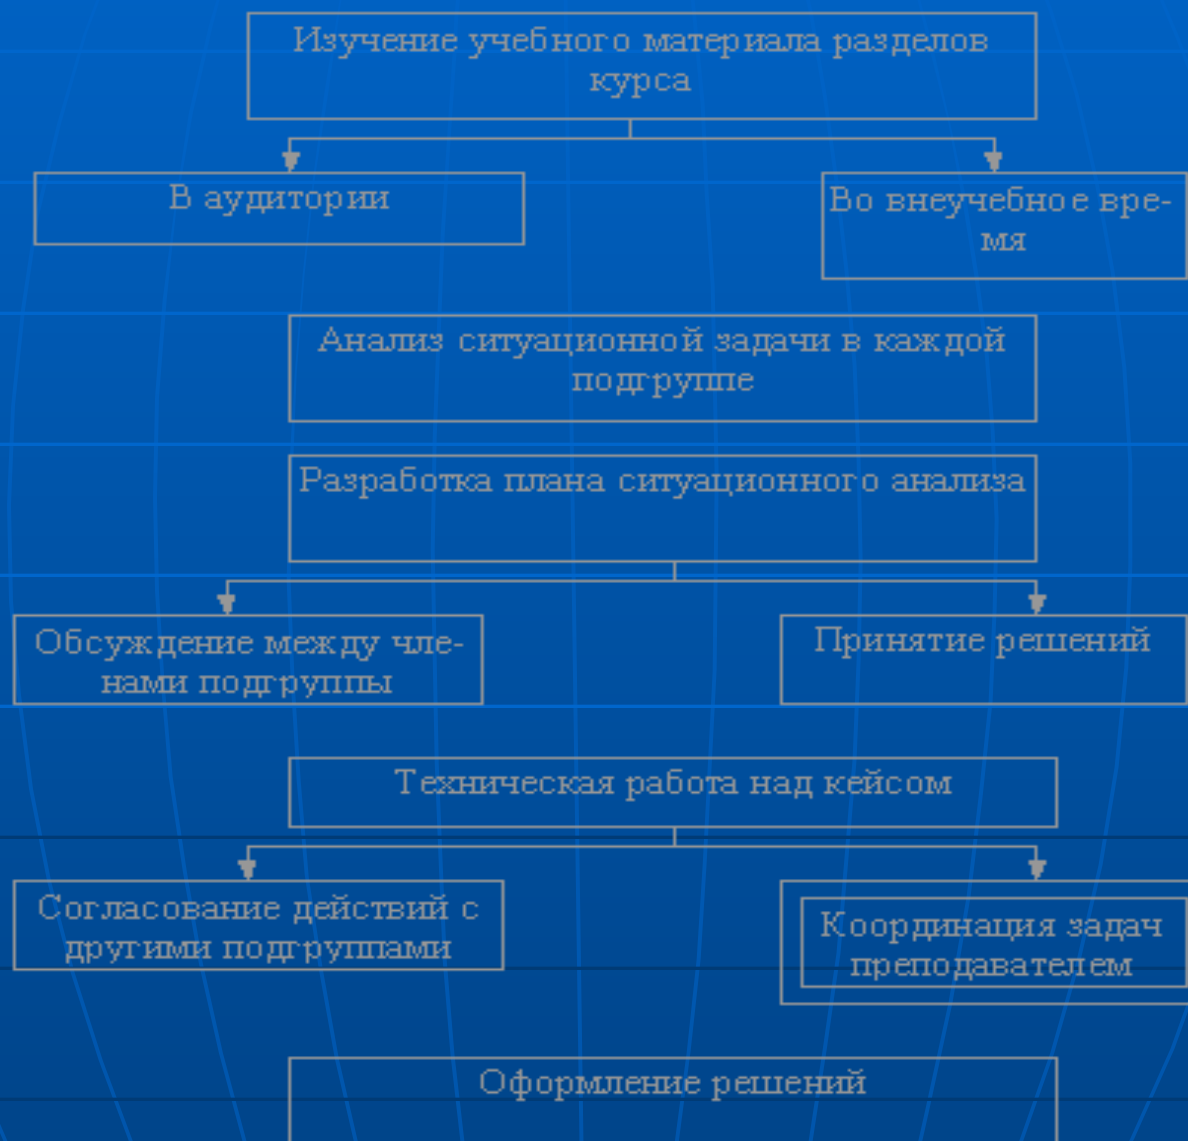 Изучение учебного материала разделов
курса
В аудитории
Во внеучебное вре-
мя
Анализ ситуационной задачи в каждой
подгруппе
Разработка плана ситуационного анализа
Обсуждение между чле-
нами подгруппы
Принятие решений
Техническая работа над кейсом
Согласование действий с
другими подгруппами
Координация задач
преподавателем
Оформление решений